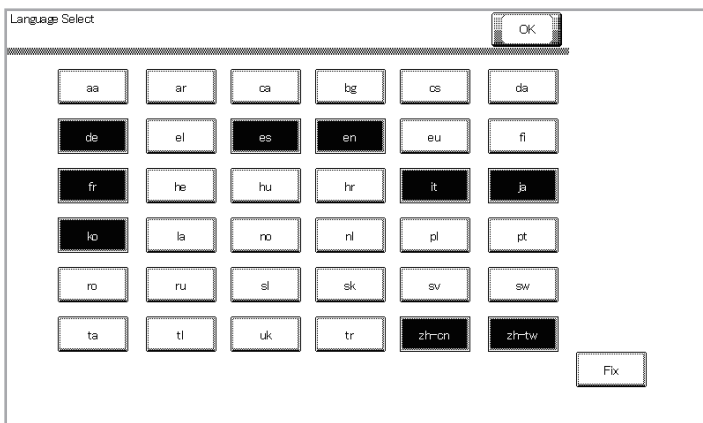 Language Select
OK
aa ar ca bg cs da
de el es en eu fi
fr he hu hr it ja
ko la no nl pl pt
ro ru sl sk sv sw
ta tl uk tr zh-cn zh-tw
Fix